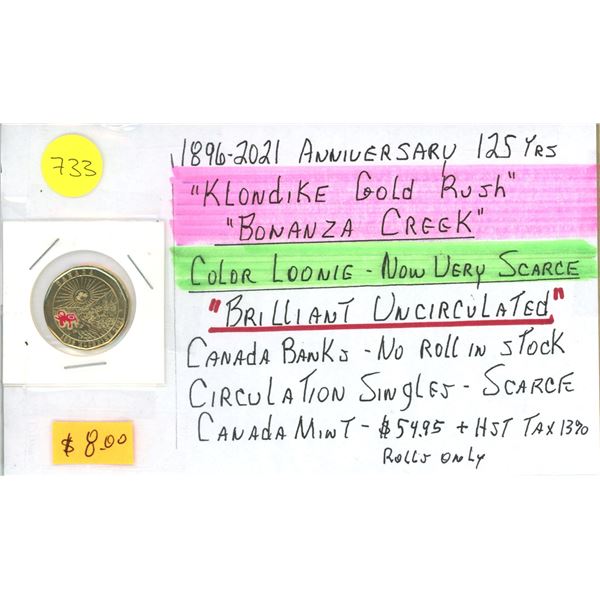 733
1896-2021 ANNIVERSARY 125 YRS
"KLONDIKE GOLD RUSH"
"BONANZA CREEK"
COLOR LOONIE - NOW VERY SCARCE
"BRILLIANT UNCIRCULATED"
CANADA BANKS - NO ROLL IN STOCK
CIRCULATION SINGLES - SCARCE
CANADA MINT - $54.95 + HST TAX 13%
ROLLS ONLY
CANADA
$8.00